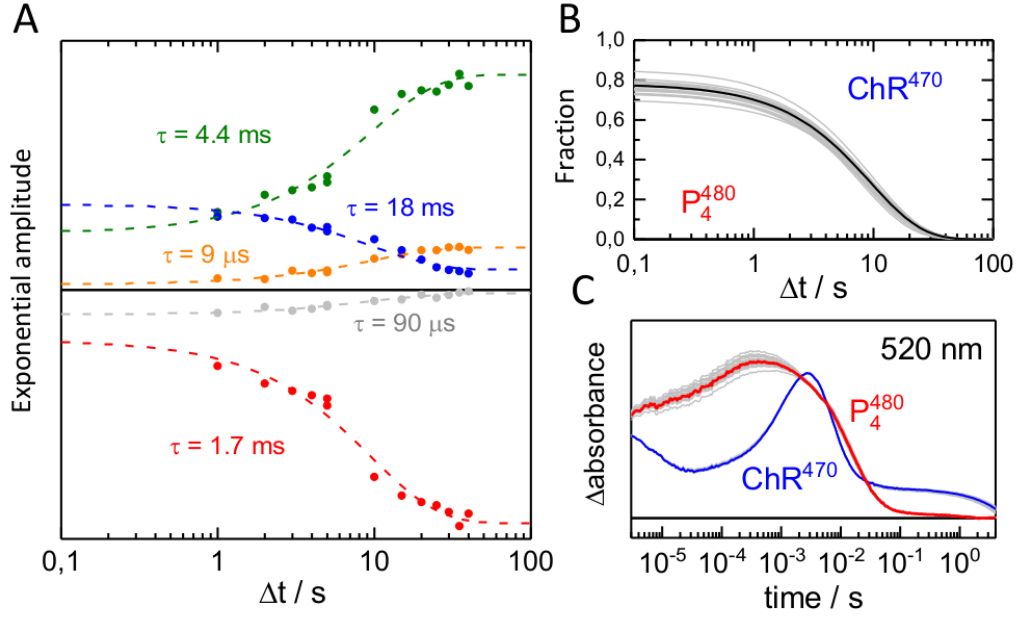 A
Exponential amplitude
τ = 4.4 ms
τ = 18 ms
τ = 9 μs
τ = 90 μs
τ = 1.7 ms
0,1 1 10 100
Δt / s
B
Fraction
1,0
0,8
0,6
0,4
0,2
0,0
ChR⁴⁷⁰
P₄⁴⁸⁰
0,1 1 10 100
Δt / s
C
Δabsorbance
520 nm
P₄⁴⁸⁰
ChR⁴⁷⁰
10⁻⁵ 10⁻⁴ 10⁻³ 10⁻² 10⁻¹ 10⁰
time / s